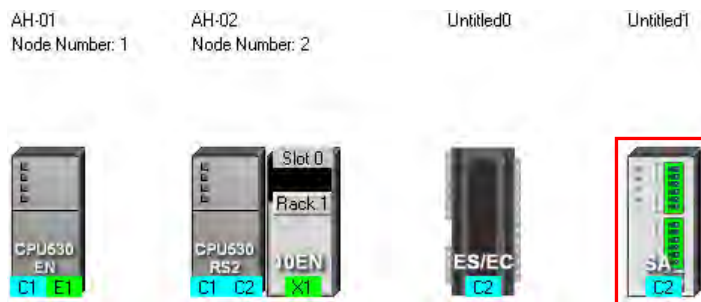 AH-01
Node Number: 1
AH-02
Node Number: 2
Untitled0
Untitled1
CPU530
EN
C1 E1
CPU530
RS2
C1 C2
Slot 0
Rack 1
10EN
X1
ES/EC
C2
SA
C2